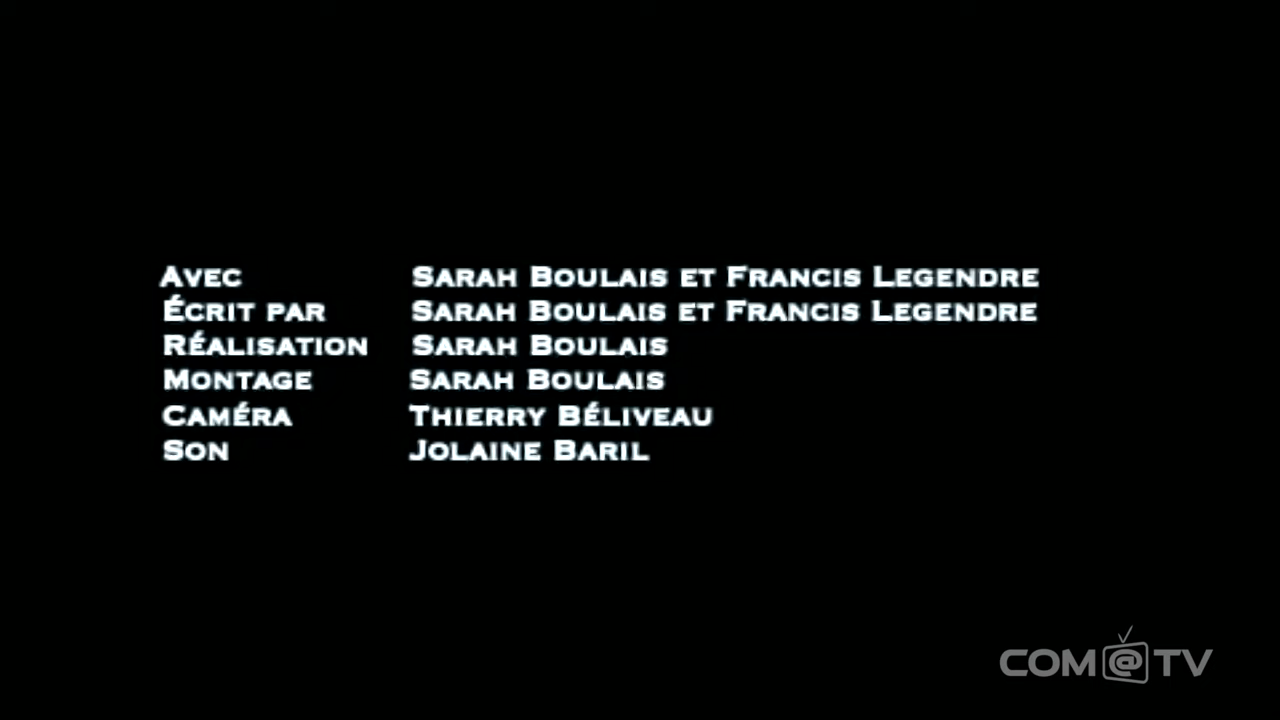 Avec Sarah Boulais et Francis Legendre
Écrit par Sarah Boulais et Francis Legendre
Réalisation Sarah Boulais
Montage Sarah Boulais
Caméra Thierry Béliveau
Son Jolaine Baril
COM@TV